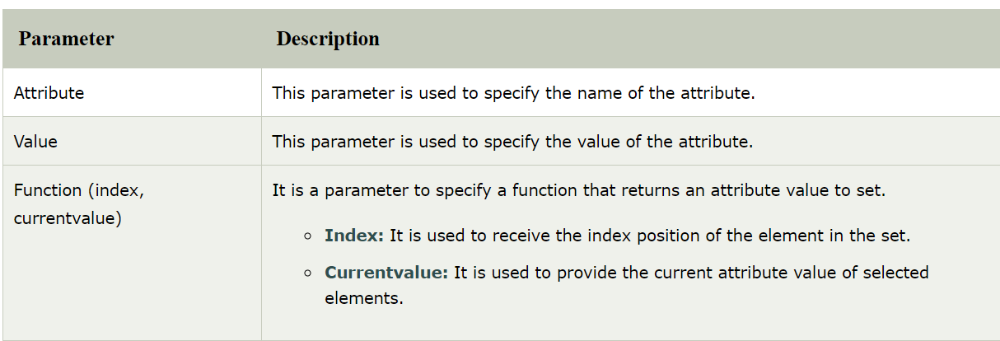 Parameter Description
Attribute This parameter is used to specify the name of the attribute.
Value This parameter is used to specify the value of the attribute.
Function (index, It is a parameter to specify a function that returns an attribute value to set.
currentvalue)
Index: It is used to receive the index position of the element in the set.
Currentvalue: It is used to provide the current attribute value of selected
elements.